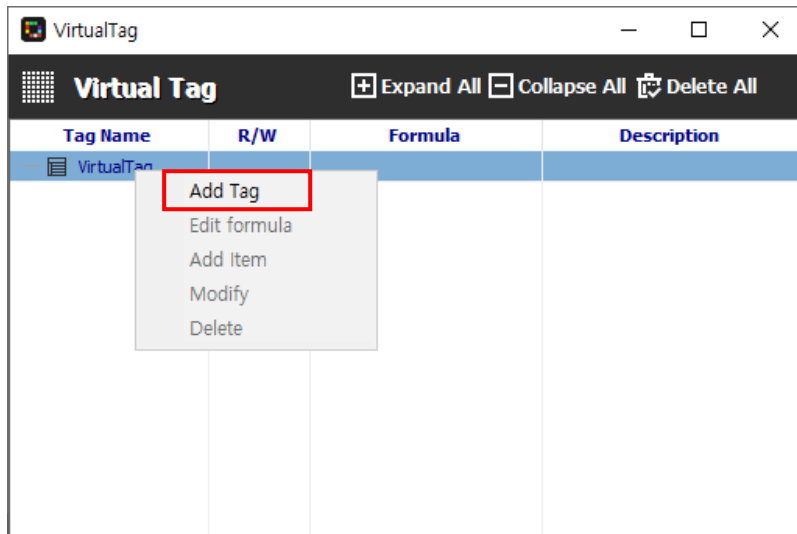 VirtualTag
Virtual Tag Expand All Collapse All Delete All
Tag Name R/W Formula Description
VirtualTag
Add Tag
Edit formula
Add Item
Modify
Delete